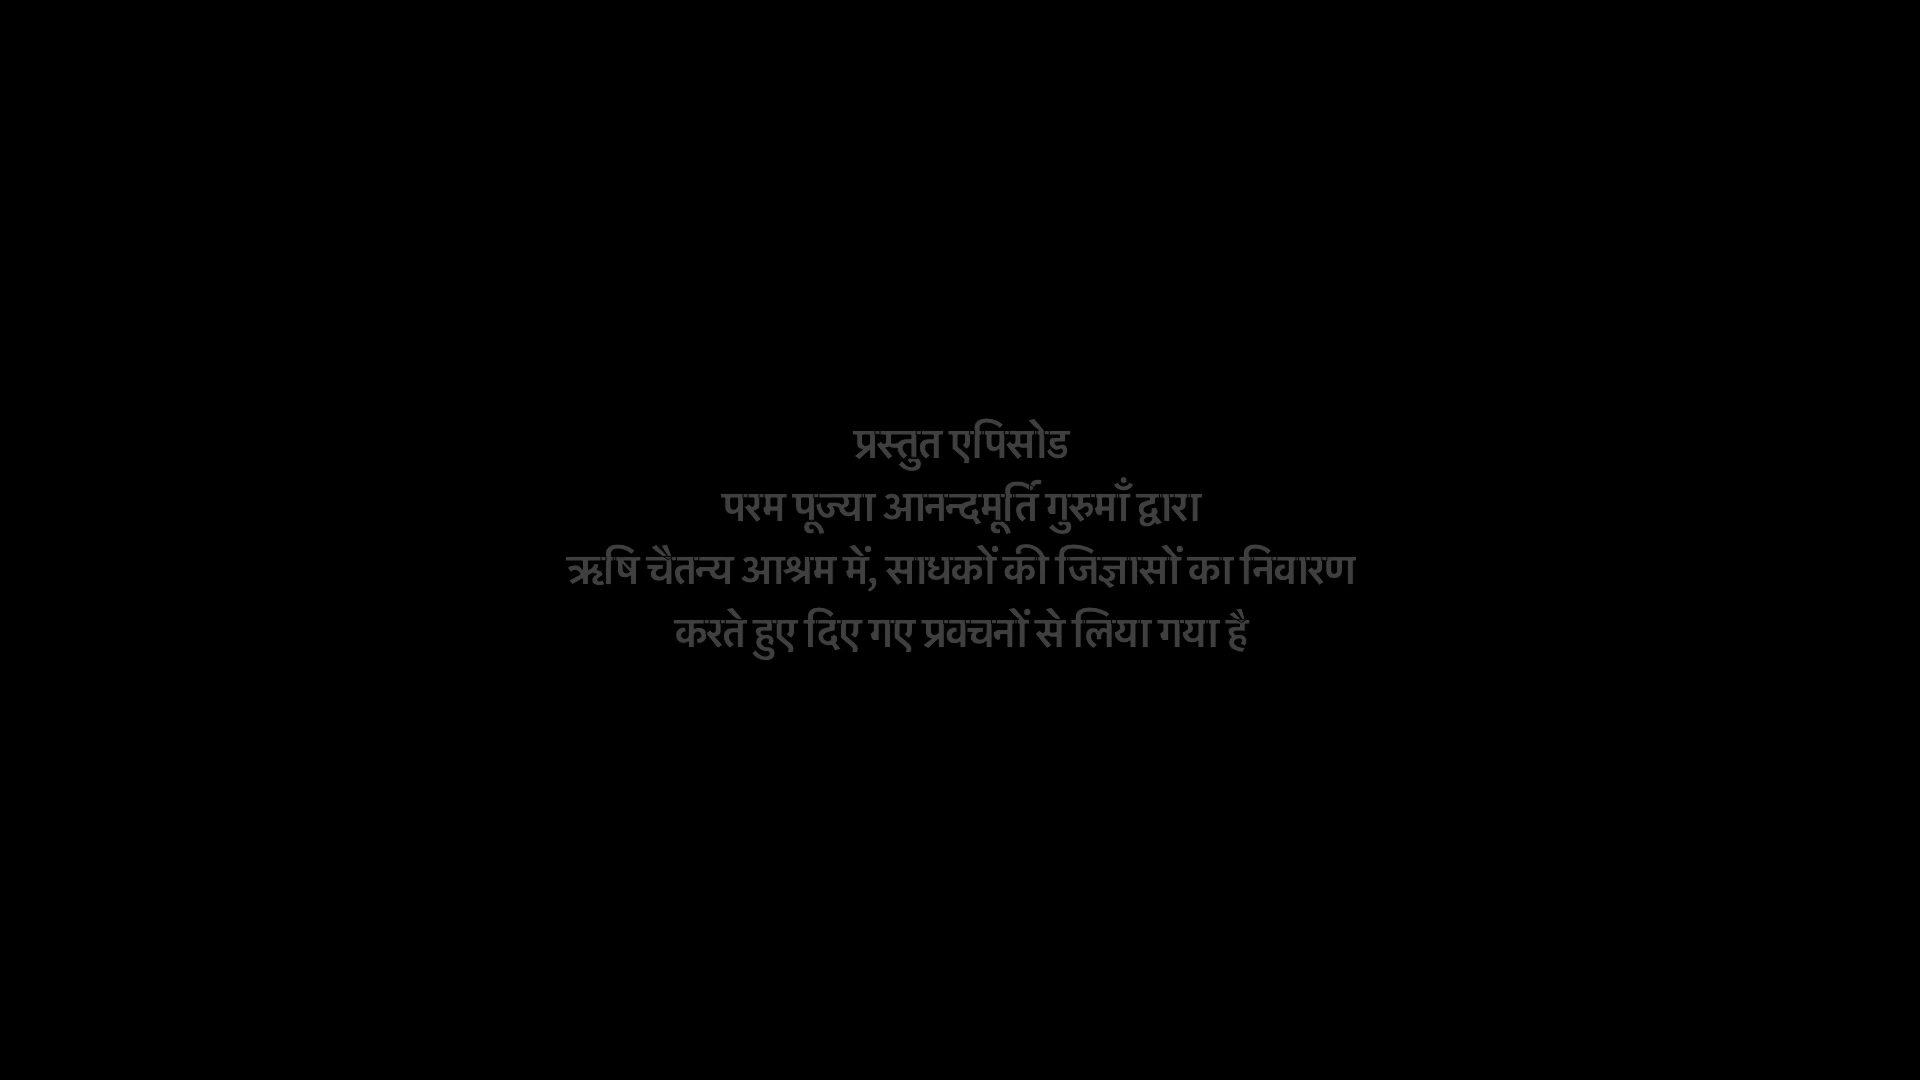 प्रस्तुत एपिसोड
परम पूज्या आनन्दमूर्ति गुरुमाँ द्वारा
ऋषि चैतन्य आश्रम में, साधकों की जिज्ञासों का निवारण
करते हुए दिए गए प्रवचनों से लिया गया है